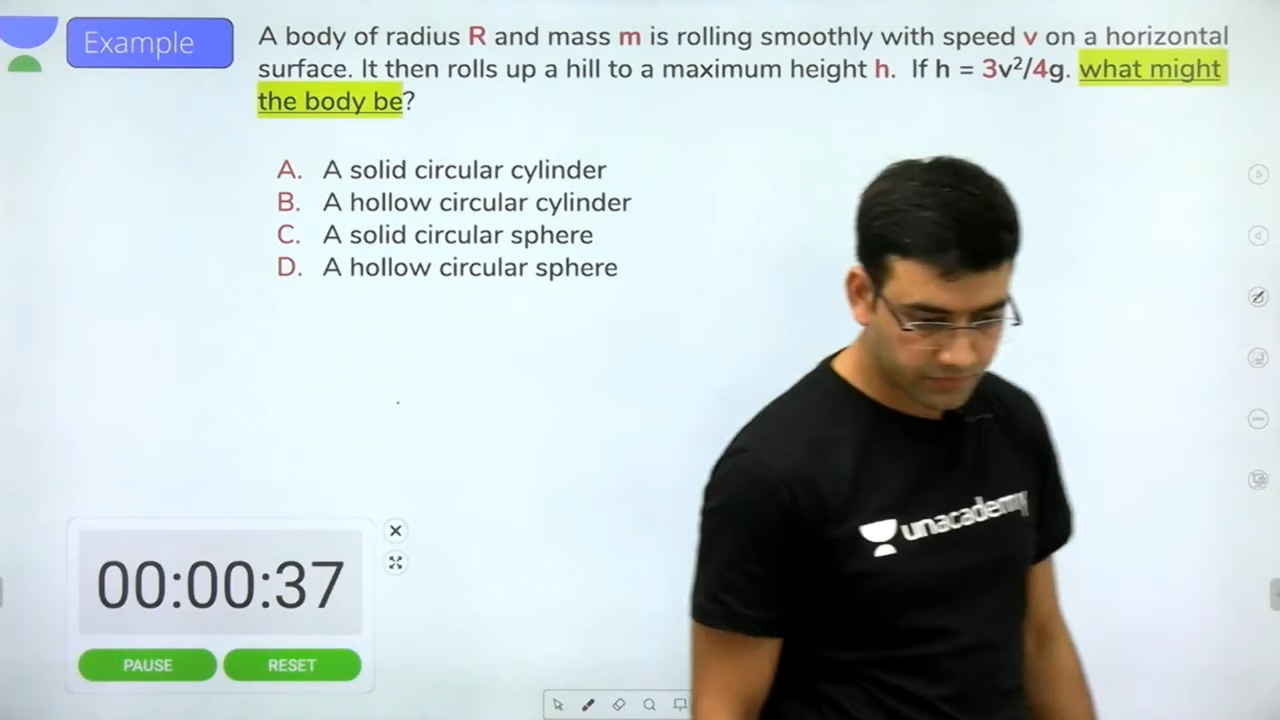 Example
A body of radius R and mass m is rolling smoothly with speed v on a horizontal
surface. It then rolls up a hill to a maximum height h. If h = 3v²/4g. what might
the body be?
A. A solid circular cylinder
B. A hollow circular cylinder
C. A solid circular sphere
D. A hollow circular sphere
unacademy
00:00:37
PAUSE RESET